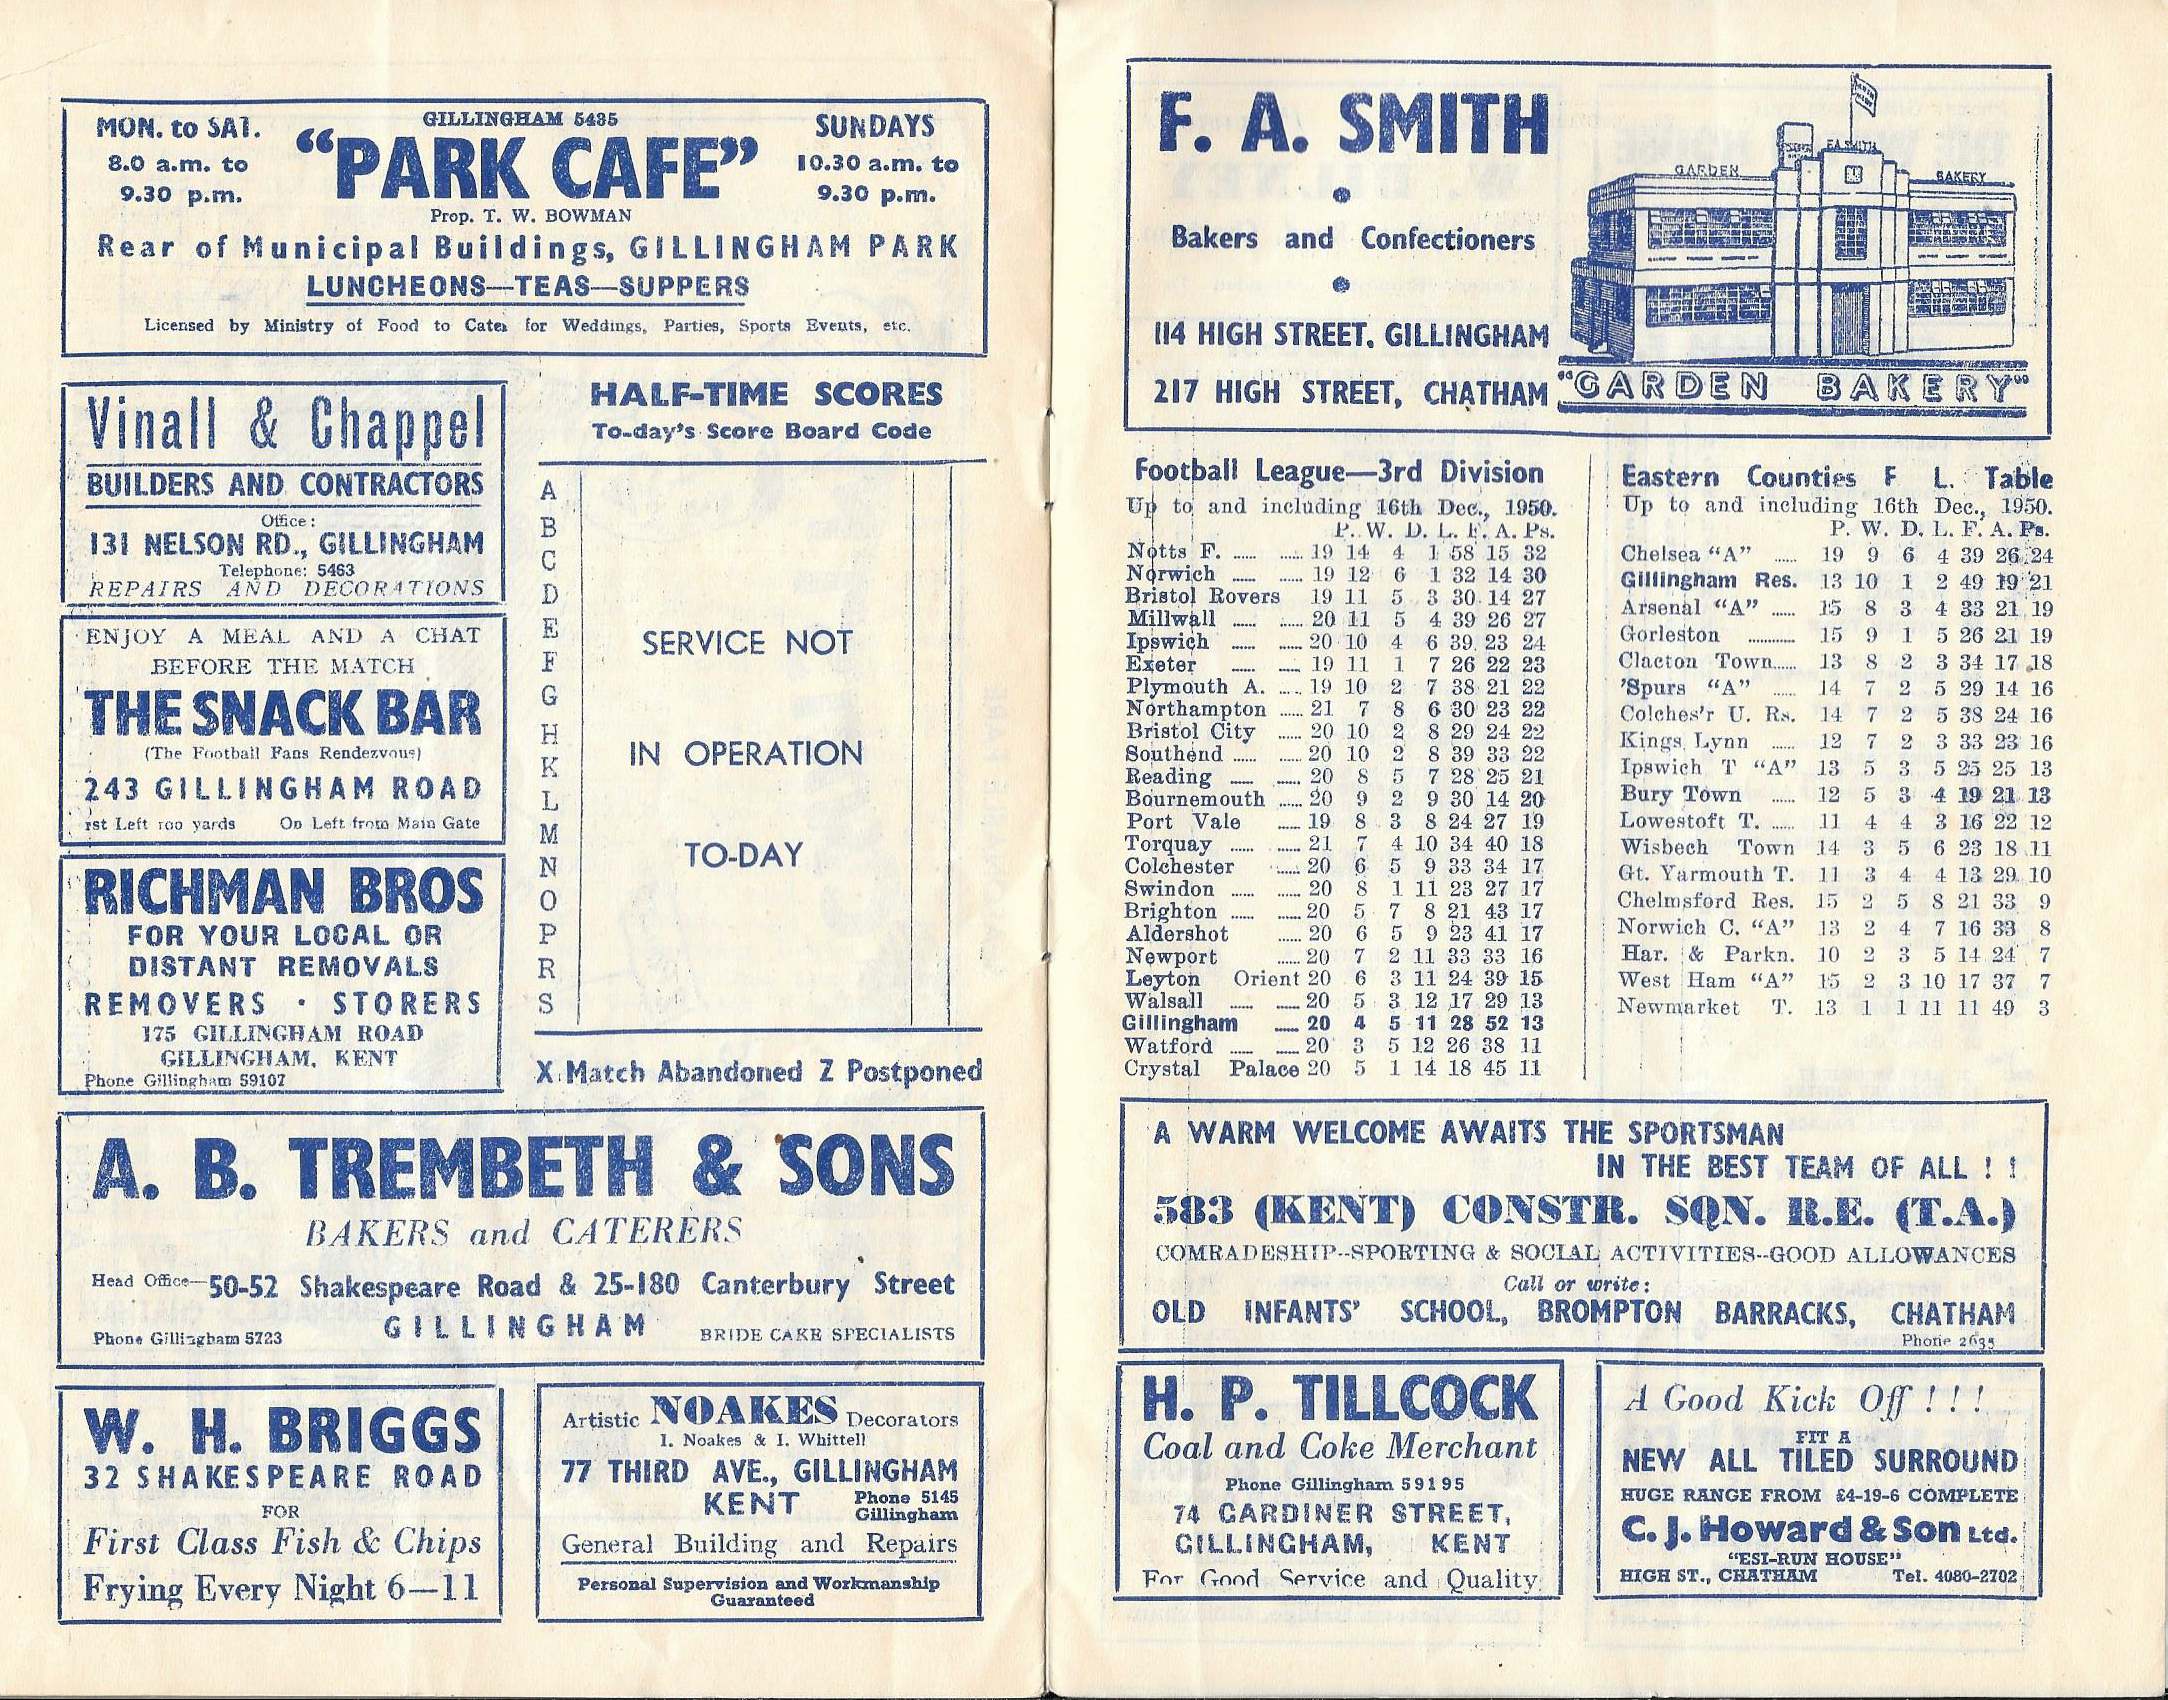 MON. to SAT.
8.0 a.m. to
9.30 p.m.
GILLINGHAM 5435
"PARK CAFE"
Prop. T. W. BOWMAN
SUNDAYS
10.30 a.m. to
9.30 p.m.
Rear of Municipal Buildings, GILLINGHAM PARK
LUNCHEONS—TEAS—SUPPERS
Licensed by Ministry of Food to Cater for Weddings, Parties, Sports Events, etc.
Vinall & Chappel
BUILDERS AND CONTRACTORS
Office:
131 NELSON RD., GILLINGHAM
Telephone: 5463
REPAIRS AND DECORATIONS
ENJOY A MEAL AND A CHAT
BEFORE THE MATCH
THE SNACK BAR
(The Football Fans Rendezvous)
243 GILLINGHAM ROAD
1st Left 100 yards On Left from Main Gate
RICHMAN BROS
FOR YOUR LOCAL OR
DISTANT REMOVALS
REMOVERS · STORERS
175 GILLINGHAM ROAD
GILLINGHAM, KENT
Phone Gillingham 59107
HALF-TIME SCORES
To-day's Score Board Code
A
B
C
D
E
F
G
H
K
L
M
N
O
P
R
S
SERVICE NOT
IN OPERATION
TO-DAY
X Match Abandoned Z Postponed
A. B. TREMBETH & SONS
BAKERS and CATERERS
Head Office—50-52 Shakespeare Road & 25-180 Canterbury Street
Phone Gillingham 5723 GILLINGHAM BRIDE CAKE SPECIALISTS
W. H. BRIGGS
32 SHAKESPEARE ROAD
FOR
First Class Fish & Chips
Frying Every Night 6—11
Artistic NOAKES Decorators
I. Noakes & I. Whittell
77 THIRD AVE., GILLINGHAM
KENT Phone 5145
Gillingham
General Building and Repairs
Personal Supervision and Workmanship
Guaranteed
F. A. SMITH
Bakers and Confectioners
114 HIGH STREET, GILLINGHAM
217 HIGH STREET, CHATHAM
F.A. SMITH
GARDEN
BAKERY
"GARDEN BAKERY"
Football League—3rd Division
Up to and including 16th Dec., 1950.
P. W. D. L. F. A. Ps.
Notts F. ...... ...... 19 14 4 1 58 15 32
Norwich ...... ...... 19 12 6 1 32 14 30
Bristol Rovers 19 11 5 3 30 14 27
Millwall ...... ...... 20 11 5 4 39 26 27
Ipswich ...... ...... 20 10 4 6 39 23 24
Exeter ...... ...... 19 11 1 7 26 22 23
Plymouth A. ..... 19 10 2 7 38 21 22
Northampton ...... 21 7 8 6 30 23 22
Bristol City ...... 20 10 2 8 29 24 22
Southend ...... ...... 20 10 2 8 39 33 22
Reading ...... ...... 20 8 5 7 28 25 21
Bournemouth ...... 20 9 2 9 30 14 20
Port Vale ...... 19 8 3 8 24 27 19
Torquay ...... ...... 21 7 4 10 34 40 18
Colchester ...... 20 6 5 9 33 34 17
Swindon ...... ...... 20 8 1 11 23 27 17
Brighton ...... ...... 20 5 7 8 21 43 17
Aldershot ...... 20 6 5 9 23 41 17
Newport ...... 20 7 2 11 33 33 16
Leyton Orient 20 6 3 11 24 39 15
Walsall ...... ...... 20 5 3 12 17 29 13
Gillingham ...... 20 4 5 11 28 52 13
Watford ...... ...... 20 3 5 12 26 38 11
Crystal Palace 20 5 1 14 18 45 11
Eastern Counties F L. Table
Up to and including 16th Dec., 1950.
P. W. D. L. F. A. Ps.
Chelsea "A" ...... 19 9 6 4 39 26 24
Gillingham Res. 13 10 1 2 49 19 21
Arsenal "A" ...... 15 8 3 4 33 21 19
Gorleston ............ 15 9 1 5 26 21 19
Clacton Town...... 13 8 2 3 34 17 18
'Spurs "A" ...... 14 7 2 5 29 14 16
Colches'r U. Rs. 14 7 2 5 38 24 16
Kings Lynn ...... 12 7 2 3 33 23 16
Ipswich T "A" 13 5 3 5 25 25 13
Bury Town ...... 12 5 3 4 19 21 13
Lowestoft T. ...... 11 4 4 3 16 22 12
Wisbech Town 14 3 5 6 23 18 11
Gt. Yarmouth T. 11 3 4 4 13 29 10
Chelmsford Res. 15 2 5 8 21 33 9
Norwich C. "A" 13 2 4 7 16 33 8
Har. & Parkn. 10 2 3 5 14 24 7
West Ham "A" 15 2 3 10 17 37 7
Newmarket T. 13 1 1 11 11 49 3
A WARM WELCOME AWAITS THE SPORTSMAN
IN THE BEST TEAM OF ALL ! !
583 (KENT) CONSTR. SQN. R.E. (T.A.)
COMRADESHIP--SPORTING & SOCIAL ACTIVITIES--GOOD ALLOWANCES
Call or write:
OLD INFANTS' SCHOOL, BROMPTON BARRACKS, CHATHAM
Phone 2635
H. P. TILLCOCK
Coal and Coke Merchant
Phone Gillingham 59195
74 GARDINER STREET,
GILLINGHAM, KENT
For Good Service and Quality
A Good Kick Off ! ! !
FIT A
NEW ALL TILED SURROUND
HUGE RANGE FROM £4-19-6 COMPLETE
C. J. Howard & Son LTD.
"ESI-RUN HOUSE"
HIGH ST., CHATHAM Tel. 4080-2702